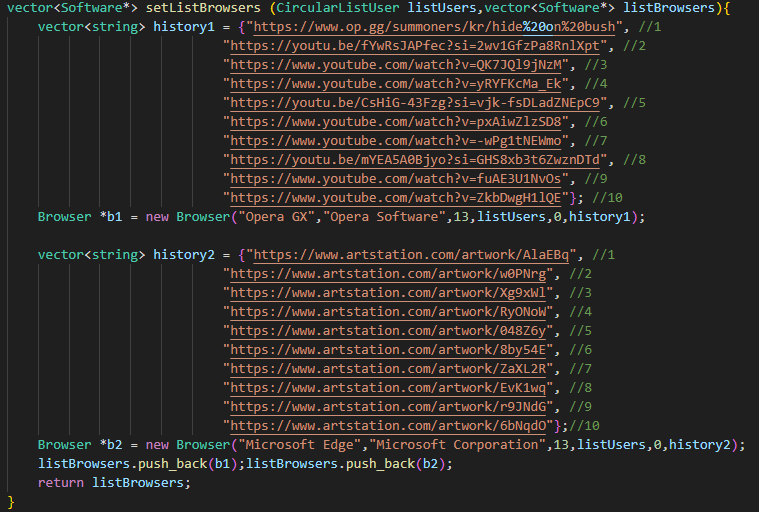 vector<Software*> setListBrowsers (CircularListUser listUsers,vector<Software*> listBrowsers){
vector<string> history1 = {"https://www.op.gg/summoners/kr/hide%20on%20bush", //1
"https://youtu.be/fYwRsJAPfec?si=2wv1GfzPa8RnlXpt", //2
"https://www.youtube.com/watch?v=QK7JQl9jNzM", //3
"https://www.youtube.com/watch?v=yRYFKcMa_Ek", //4
"https://youtu.be/CsHiG-43Fzg?si=vjk-fsDLadZNEpC9", //5
"https://www.youtube.com/watch?v=pxAiwZlzSD8", //6
"https://www.youtube.com/watch?v=-wPg1tNEWmo", //7
"https://youtu.be/mYEA5A0Bjyo?si=GHS8xb3t6ZwznDTd", //8
"https://www.youtube.com/watch?v=fuAE3U1NvOs", //9
"https://www.youtube.com/watch?v=ZkbDwgH1lQE"}; //10
Browser *b1 = new Browser("Opera GX","Opera Software",13,listUsers,0,history1);
vector<string> history2 = {"https://www.artstation.com/artwork/AlaEBq", //1
"https://www.artstation.com/artwork/w0PNrg", //2
"https://www.artstation.com/artwork/Xg9xWl", //3
"https://www.artstation.com/artwork/RyONoW", //4
"https://www.artstation.com/artwork/048Z6y", //5
"https://www.artstation.com/artwork/8by54E", //6
"https://www.artstation.com/artwork/ZaXL2R", //7
"https://www.artstation.com/artwork/EvK1wq", //8
"https://www.artstation.com/artwork/r9JNdG", //9
"https://www.artstation.com/artwork/6bNqdO"};//10
Browser *b2 = new Browser("Microsoft Edge","Microsoft Corporation",13,listUsers,0,history2);
listBrowsers.push_back(b1);listBrowsers.push_back(b2);
return listBrowsers;
}